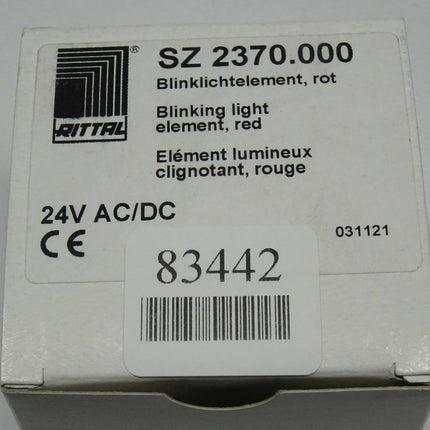 SZ 2370.000
Blinklichtelement, rot
Blinking light
element, red
Elément lumineux
clignotant, rouge
RITTAL
®
24V AC/DC
CE
031121
83442